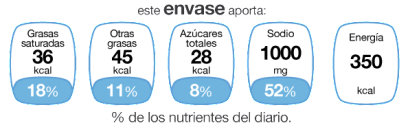 este envase aporta:
Grasas saturadas
36
kcal
18%
Otras grasas
45
kcal
11%
Azúcares totales
28
kcal
8%
Sodio
1000
mg
52%
Energía
350
kcal
% de los nutrientes del diario.